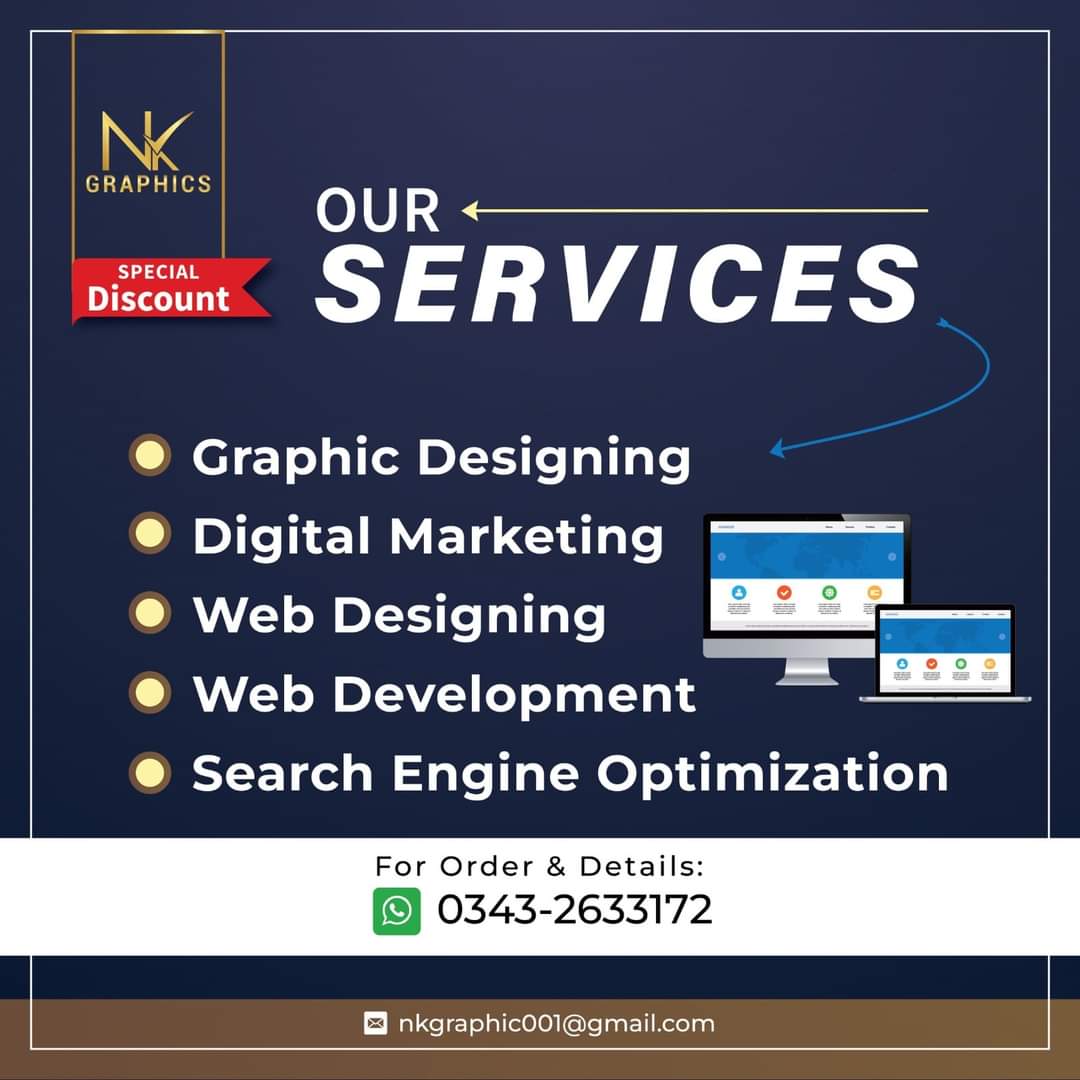 NK
GRAPHICS
SPECIAL
Discount
OUR
SERVICES
Graphic Designing
Digital Marketing
Web Designing
Web Development
Search Engine Optimization
For Order & Details:
0343-2633172
nkgraphic001@gmail.com